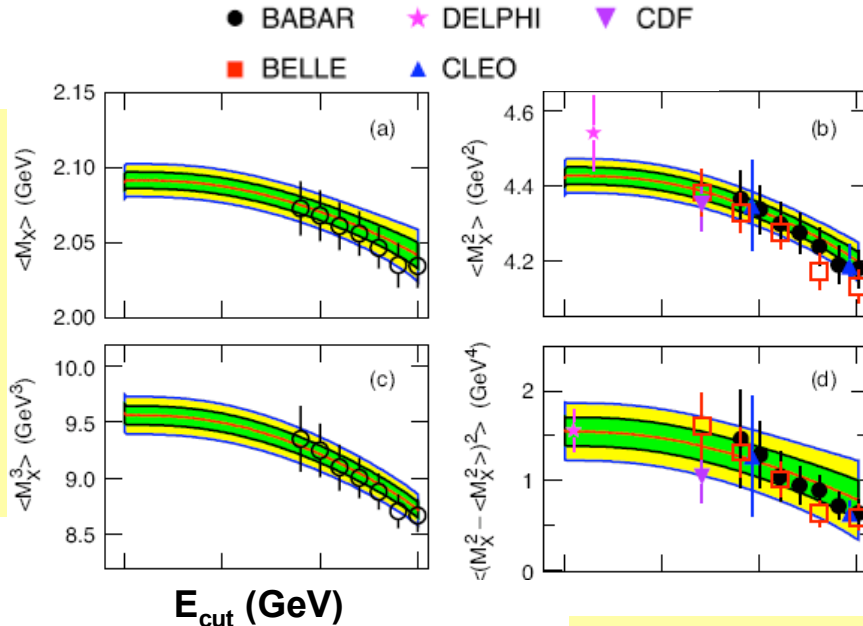 BABAR DELPHI CDF
BELLE CLEO
2.15
2.10
2.05
2.00
<M_X> (GeV)
(a)
4.6
4.4
4.2
<M_X^2> (GeV^2)
(b)
10.0
9.5
9.0
8.5
<M_X^3> (GeV^3)
(c)
2
1
0
<(M_X^2 – <M_X^2>)^2> (GeV^4)
(d)
E_cut (GeV)